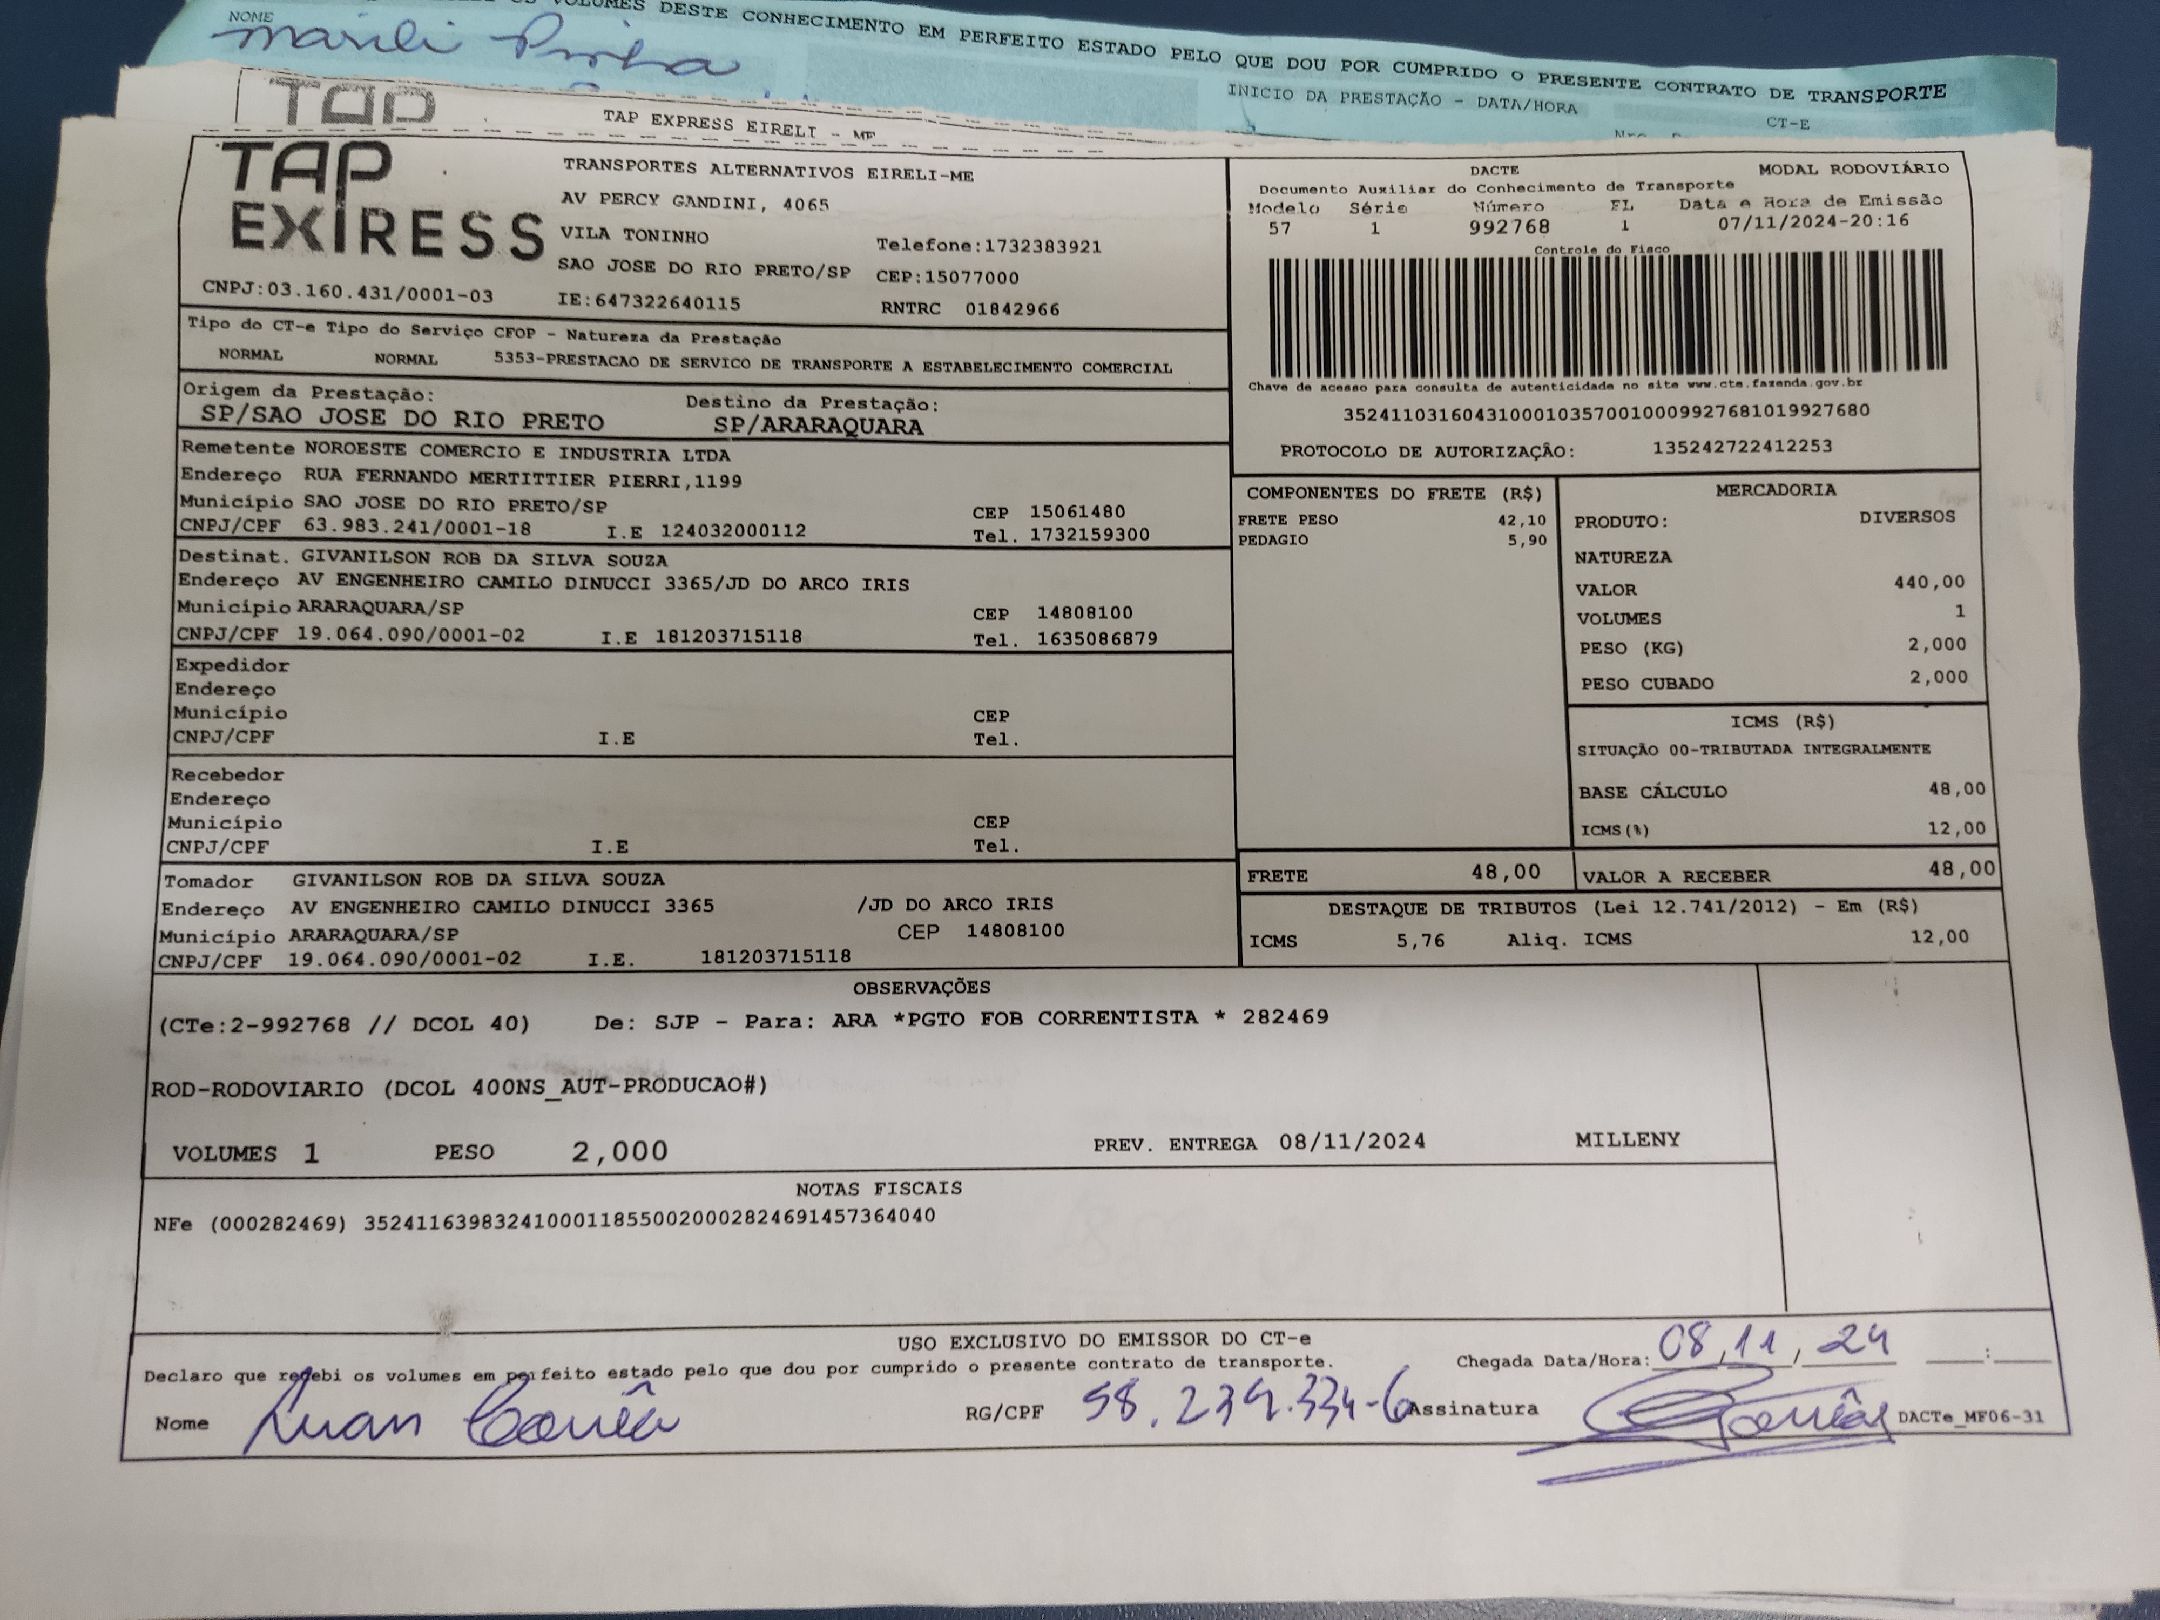 VOLUMES DESTE CONHECIMENTO EM PERFEITO ESTADO PELO QUE DOU POR CUMPRIDO O PRESENTE CONTRATO DE TRANSPORTE
NOME
INICIO DA PRESTAÇÃO - DATA/HORA
CT-E
TAP
TAP EXPRESS EIRELI - ME
TAP EXPRESS
TRANSPORTES ALTERNATIVOS EIRELI-ME
AV PERCY GANDINI, 4065
VILA TONINHO Telefone:1732383921
SAO JOSE DO RIO PRETO/SP CEP:15077000
CNPJ:03.160.431/0001-03 IE:647322640115 RNTRC 01842966
DACTE MODAL RODOVIÁRIO
Documento Auxiliar do Conhecimento de Transporte
Modelo Série Número FL Data e Hora de Emissão
57 1 992768 1 07/11/2024-20:16
Controle do Fisco
Chave de acesso para consulta de autenticidade no site www.cte.fazenda.gov.br
35241103160431000103570010009927681019927680
PROTOCOLO DE AUTORIZAÇÃO: 135242722412253
Tipo do CT-e Tipo do Serviço CFOP - Natureza da Prestação
NORMAL NORMAL 5353-PRESTACAO DE SERVICO DE TRANSPORTE A ESTABELECIMENTO COMERCIAL
Origem da Prestação: Destino da Prestação:
SP/SAO JOSE DO RIO PRETO SP/ARARAQUARA
Remetente NOROESTE COMERCIO E INDUSTRIA LTDA
Endereço RUA FERNANDO MERTITTIER PIERRI,1199
Município SAO JOSE DO RIO PRETO/SP CEP 15061480
CNPJ/CPF 63.983.241/0001-18 I.E 124032000112 Tel. 1732159300
Destinat. GIVANILSON ROB DA SILVA SOUZA
Endereço AV ENGENHEIRO CAMILO DINUCCI 3365/JD DO ARCO IRIS
Município ARARAQUARA/SP CEP 14808100
CNPJ/CPF 19.064.090/0001-02 I.E 181203715118 Tel. 1635086879
Expedidor
Endereço
Município CEP
CNPJ/CPF I.E Tel.
Recebedor
Endereço
Município CEP
CNPJ/CPF I.E Tel.
Tomador GIVANILSON ROB DA SILVA SOUZA
Endereço AV ENGENHEIRO CAMILO DINUCCI 3365 /JD DO ARCO IRIS
Município ARARAQUARA/SP CEP 14808100
CNPJ/CPF 19.064.090/0001-02 I.E. 181203715118
COMPONENTES DO FRETE (R$)
FRETE PESO 42,10
PEDAGIO 5,90
MERCADORIA
PRODUTO: DIVERSOS
NATUREZA
VALOR 440,00
VOLUMES 1
PESO (KG) 2,000
PESO CUBADO 2,000
ICMS (R$)
SITUAÇÃO 00-TRIBUTADA INTEGRALMENTE
BASE CÁLCULO 48,00
ICMS(%) 12,00
FRETE 48,00 VALOR A RECEBER 48,00
DESTAQUE DE TRIBUTOS (Lei 12.741/2012) - Em (R$)
ICMS 5,76 Aliq. ICMS 12,00
OBSERVAÇÕES
(CTe:2-992768 // DCOL 40) De: SJP - Para: ARA *PGTO FOB CORRENTISTA * 282469
ROD-RODOVIARIO (DCOL 400NS_AUT-PRODUCAO#)
VOLUMES 1 PESO 2,000 PREV. ENTREGA 08/11/2024 MILLENY
NOTAS FISCAIS
NFe (000282469) 35241163983241000118550020002824691457364040
USO EXCLUSIVO DO EMISSOR DO CT-e
Declaro que recebi os volumes em perfeito estado pelo que dou por cumprido o presente contrato de transporte. Chegada Data/Hora: 08/11/24 :
Nome Luan Corrêa RG/CPF 58.239.334-6 Assinatura DACTe_MF06-31